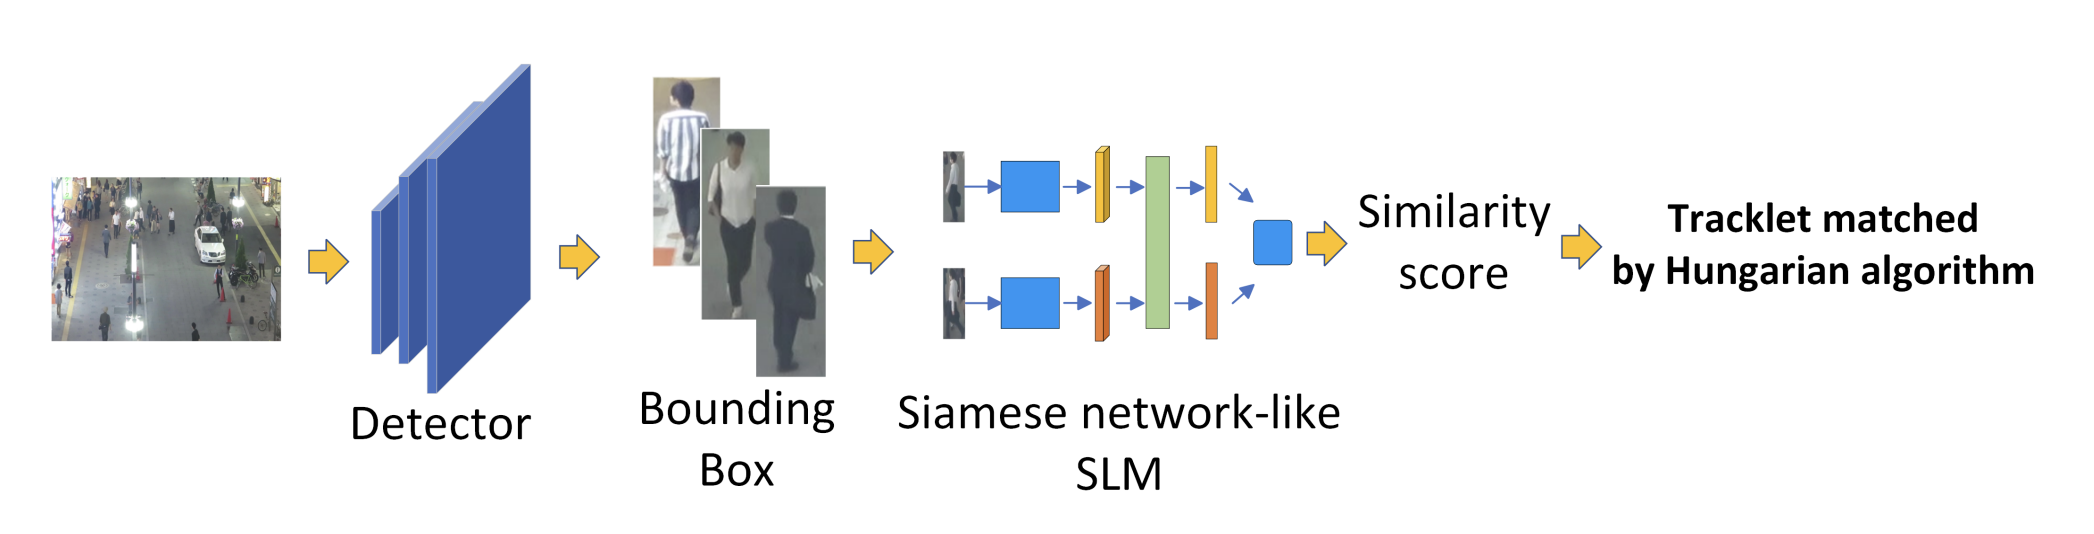 Detector
Bounding
Box
Siamese network-like
SLM
Similarity
score
Tracklet matched
by Hungarian algorithm